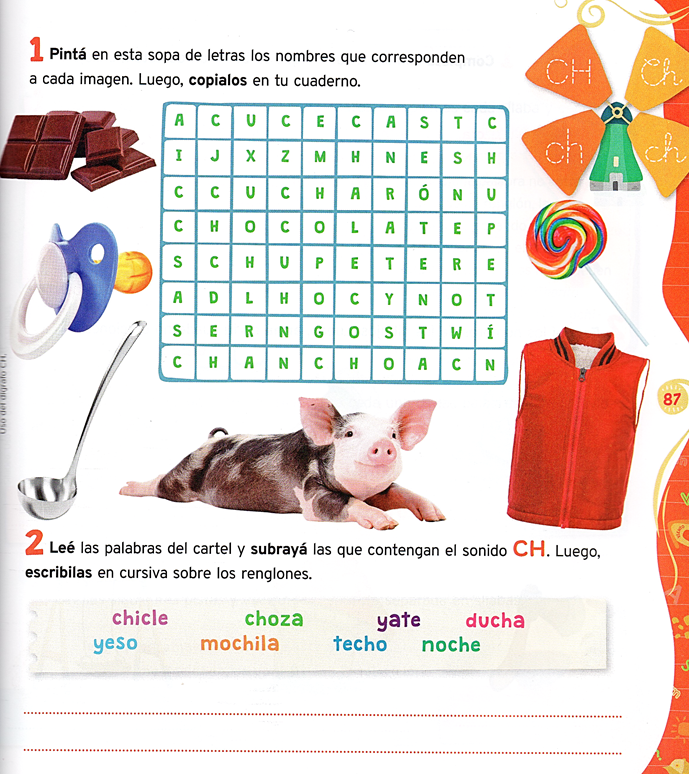 1 Pintá en esta sopa de letras los nombres que corresponden
a cada imagen. Luego, copialos en tu cuaderno.
CH Ch
ch ch
A C U C E C A S T C
I J X Z M H N E S H
C C U C H A R Ó N U
C H O C O L A T E P
S C H U P E T E R E
A D L H O C Y N O T
S E R N G O S T W Í
C H A N C H O A C N
Uso del dígrafo CH.
87
2 Leé las palabras del cartel y subrayá las que contengan el sonido CH. Luego,
escribilas en cursiva sobre los renglones.
chicle choza yate ducha
yeso mochila techo noche